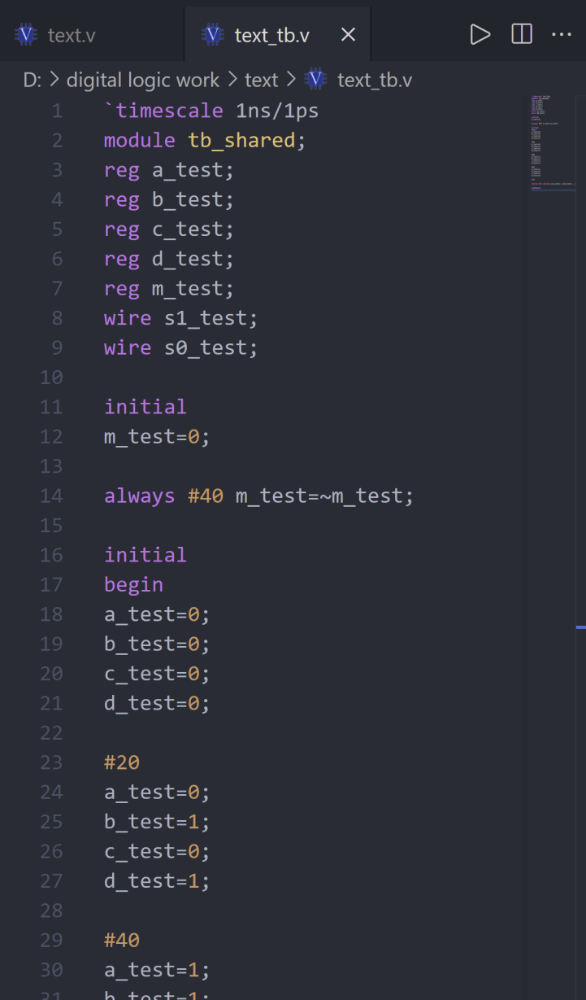 text.v text_tb.v
D: > digital logic work > text > text_tb.v
1 `timescale 1ns/1ps
2 module tb_shared;
3 reg a_test;
4 reg b_test;
5 reg c_test;
6 reg d_test;
7 reg m_test;
8 wire s1_test;
9 wire s0_test;
10
11 initial
12 m_test=0;
13
14 always #40 m_test=~m_test;
15
16 initial
17 begin
18 a_test=0;
19 b_test=0;
20 c_test=0;
21 d_test=0;
22
23 #20
24 a_test=0;
25 b_test=1;
26 c_test=0;
27 d_test=1;
28
29 #40
30 a_test=1;
31 b_test=1;